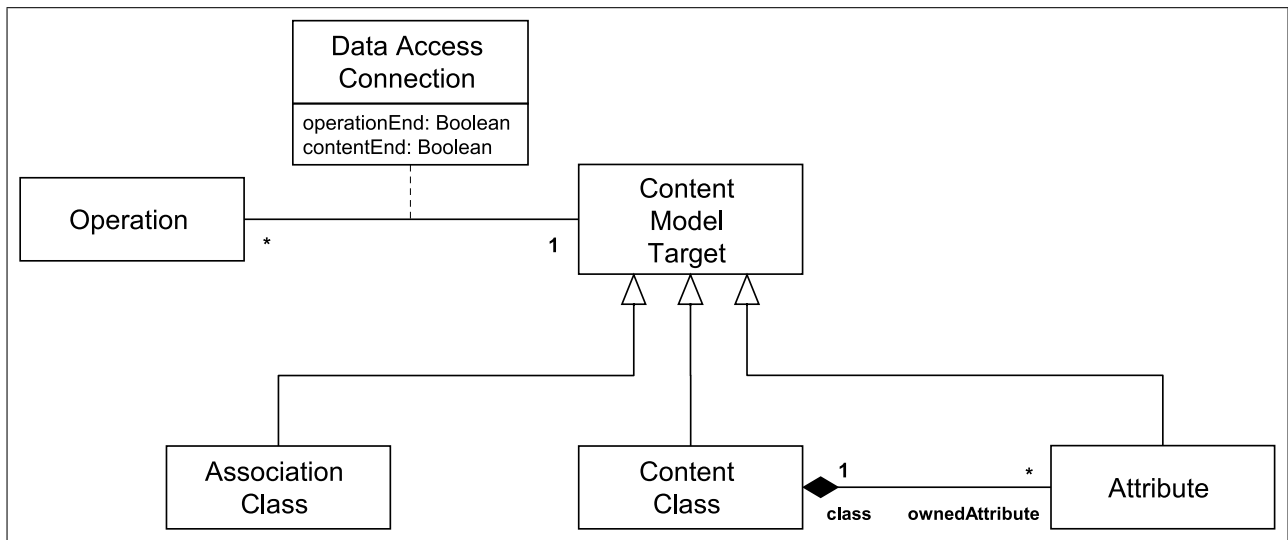 Data Access
Connection
operationEnd: Boolean
contentEnd: Boolean
Operation
*
1
Content
Model
Target
Association
Class
Content
Class
1
class
*
ownedAttribute
Attribute